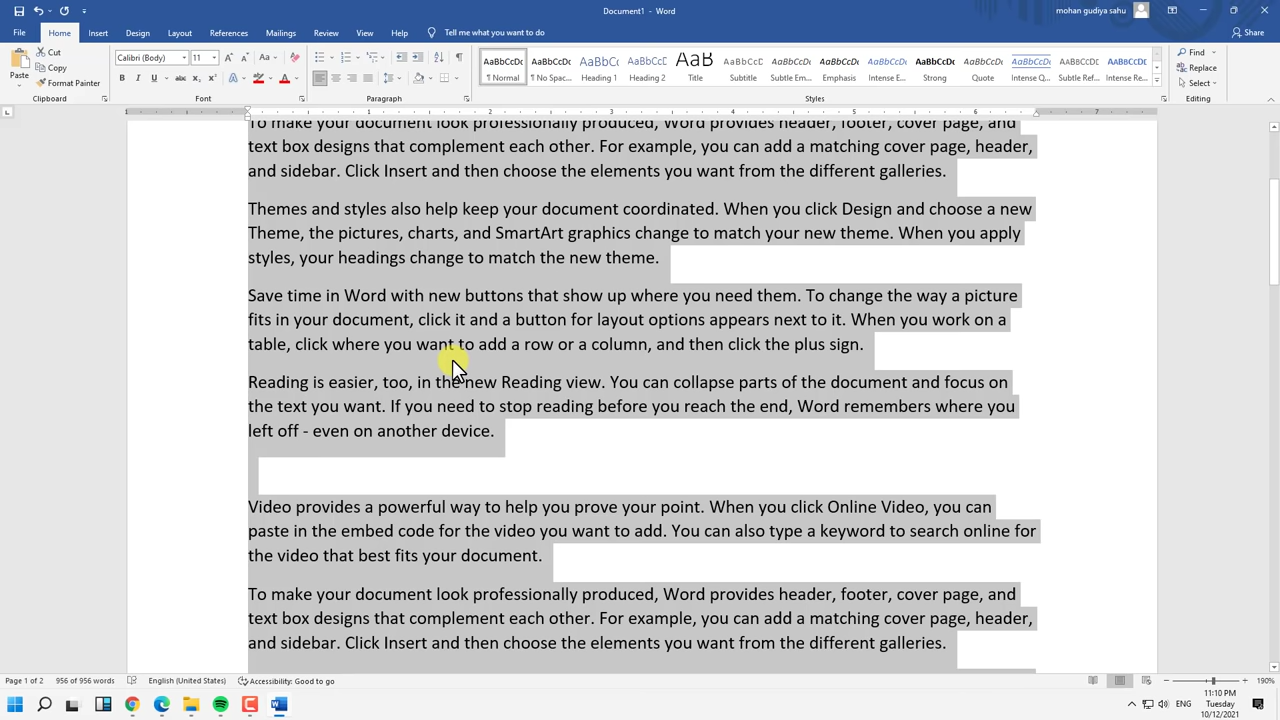 Document1 - Word
mohan gudiya sahu
File Home Insert Design Layout References Mailings Review View Help Tell me what you want to do
Share
Cut
Copy
Format Painter
Paste
Clipboard
Calibri (Body) 11
Font
Paragraph
AaBbCcDc AaBbCcDc AaBbCc AaBbCcD AaB AaBbCcD AaBbCcDc AaBbCcDc AaBbCcDc AaBbCcDc AaBbCcDc AaBbCcDc AaBbCcDc AABBCCDC
¶ Normal ¶ No Spac... Heading 1 Heading 2 Title Subtitle Subtle Em... Emphasis Intense E... Strong Quote Intense Q... Subtle Ref... Intense Re...
Styles
Find
Replace
Select
Editing
1 1 2 3 4 5 6 7
To make your document look professionally produced, Word provides header, footer, cover page, and
text box designs that complement each other. For example, you can add a matching cover page, header,
and sidebar. Click Insert and then choose the elements you want from the different galleries.
Themes and styles also help keep your document coordinated. When you click Design and choose a new
Theme, the pictures, charts, and SmartArt graphics change to match your new theme. When you apply
styles, your headings change to match the new theme.
Save time in Word with new buttons that show up where you need them. To change the way a picture
fits in your document, click it and a button for layout options appears next to it. When you work on a
table, click where you want to add a row or a column, and then click the plus sign.
Reading is easier, too, in the new Reading view. You can collapse parts of the document and focus on
the text you want. If you need to stop reading before you reach the end, Word remembers where you
left off - even on another device.
Video provides a powerful way to help you prove your point. When you click Online Video, you can
paste in the embed code for the video you want to add. You can also type a keyword to search online for
the video that best fits your document.
To make your document look professionally produced, Word provides header, footer, cover page, and
text box designs that complement each other. For example, you can add a matching cover page, header,
and sidebar. Click Insert and then choose the elements you want from the different galleries.
Page 1 of 2 956 of 956 words English (United States) Accessibility: Good to go 190%
ENG
11:10 PM
Tuesday
10/12/2021